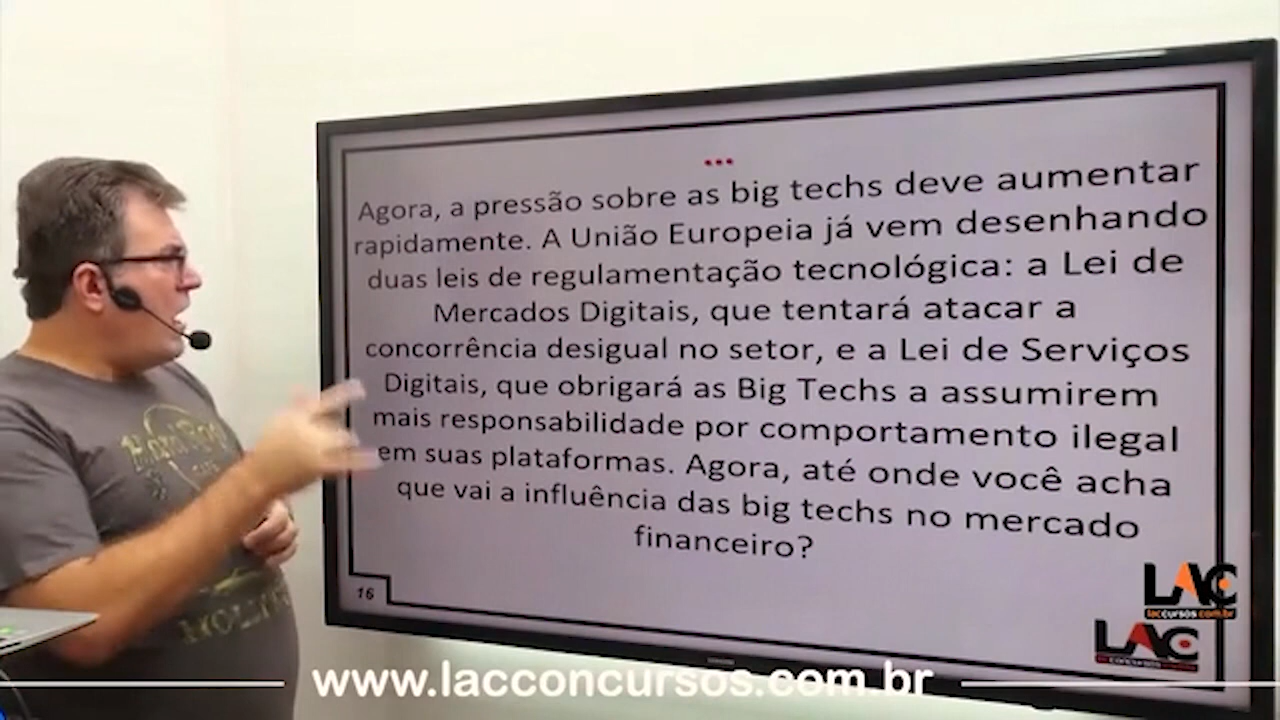 ...
Agora, a pressão sobre as big techs deve aumentar
rapidamente. A União Europeia já vem desenhando
duas leis de regulamentação tecnológica: a Lei de
Mercados Digitais, que tentará atacar a
concorrência desigual no setor, e a Lei de Serviços
Digitais, que obrigará as Big Techs a assumirem
mais responsabilidade por comportamento ilegal
em suas plataformas. Agora, até onde você acha
que vai a influência das big techs no mercado
financeiro?
16
LAC
laccursos.com.br
LAC
concursos
www.lacconcursos.com.br